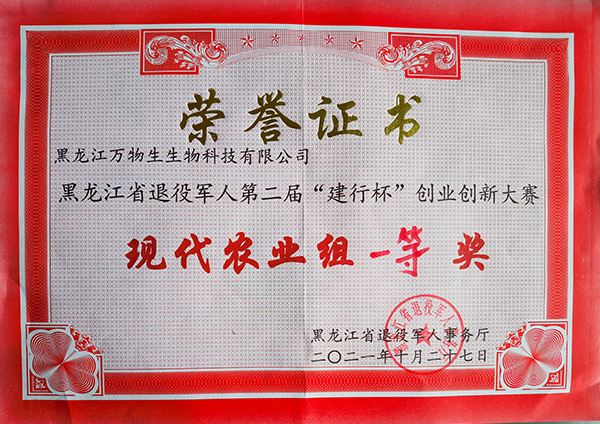 荣誉证书
黑龙江万物生生物科技有限公司
黑龙江省退役军人第二届“建行杯”创业创新大赛
现代农业组一等奖
黑龙江省退役军人事务厅
二〇二一年十月二十七日